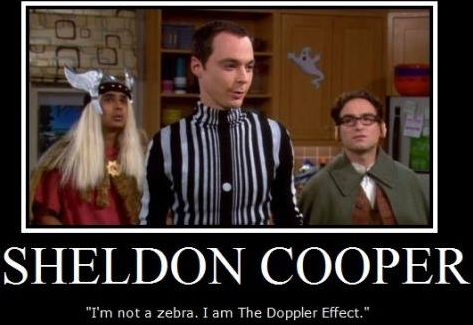 SHELDON COOPER
"I'm not a zebra. I am The Doppler Effect."